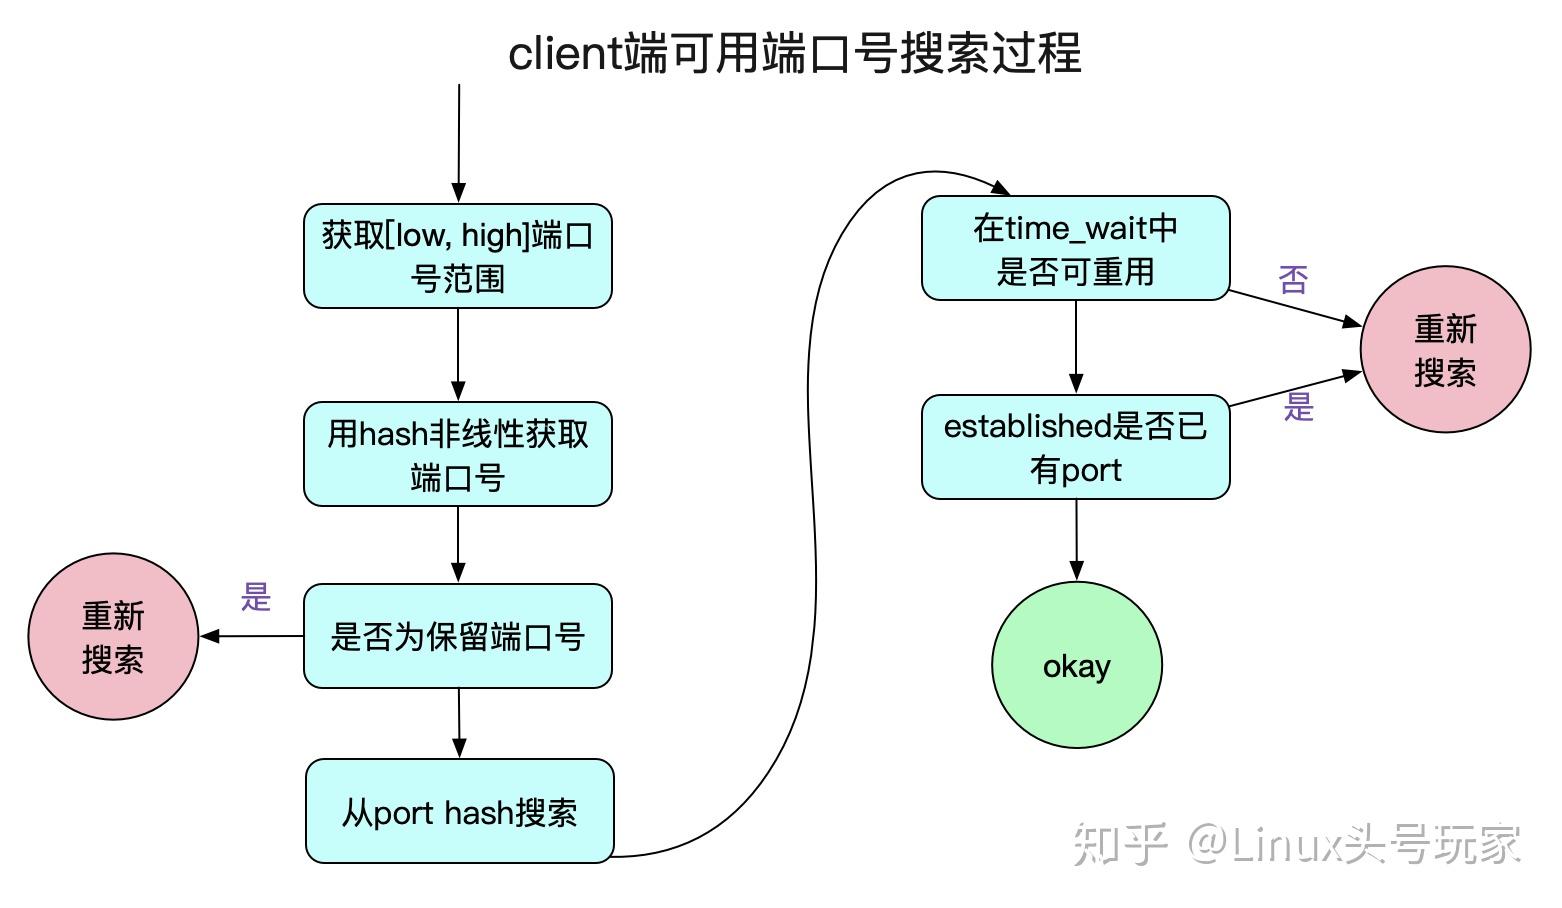 client端可用端口号搜索过程
获取[low, high]端口
号范围
用hash非线性获取
端口号
是
重新
搜索
是否为保留端口号
从port hash搜索
在time_wait中
是否可重用
否
重新
搜索
是
established是否已
有port
okay
知乎 @Linux头号玩家